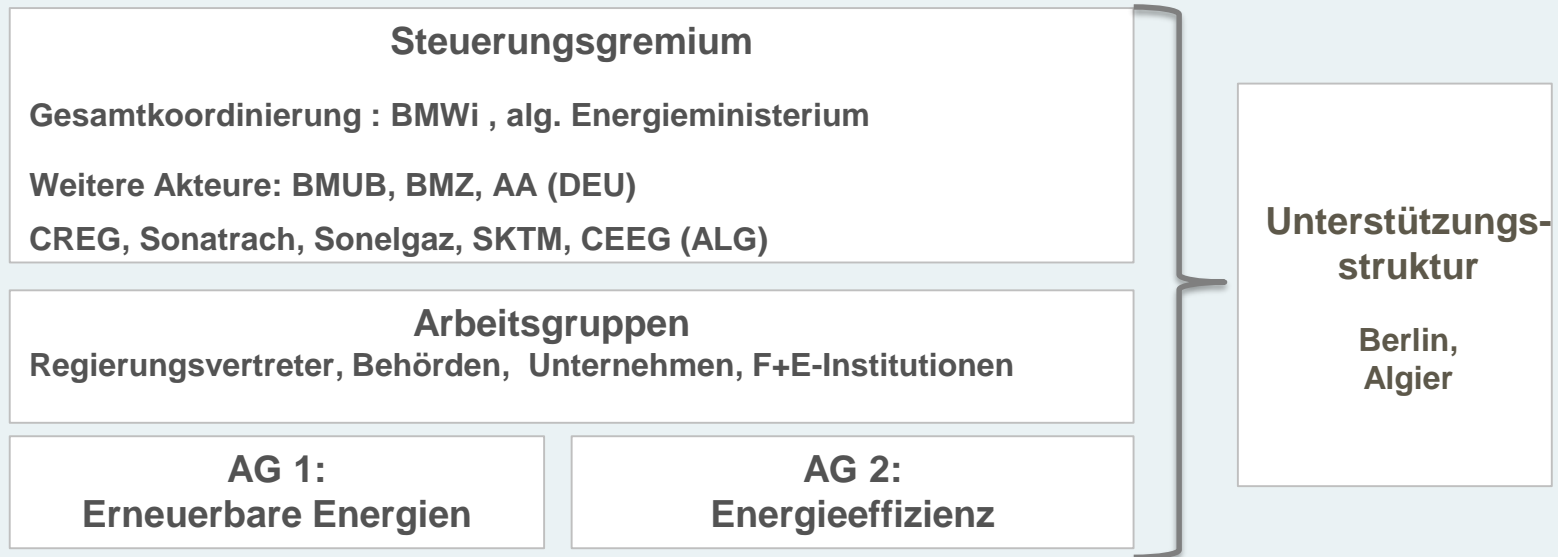 Steuerungsgremium
Gesamtkoordinierung : BMWi , alg. Energieministerium
Weitere Akteure: BMUB, BMZ, AA (DEU)
CREG, Sonatrach, Sonelgaz, SKTM, CEEG (ALG)
Arbeitsgruppen
Regierungsvertreter, Behörden, Unternehmen, F+E-Institutionen
AG 1:
Erneuerbare Energien
AG 2:
Energieeffizienz
Unterstützungs-
struktur
Berlin,
Algier